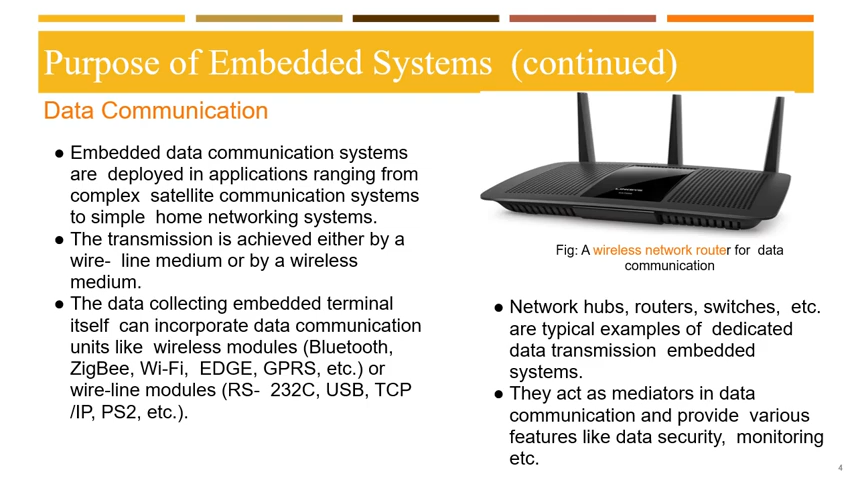 Purpose of Embedded Systems (continued)
Data Communication
● Embedded data communication systems
are deployed in applications ranging from
complex satellite communication systems
to simple home networking systems.
● The transmission is achieved either by a
wire- line medium or by a wireless
medium.
● The data collecting embedded terminal
itself can incorporate data communication
units like wireless modules (Bluetooth,
ZigBee, Wi-Fi, EDGE, GPRS, etc.) or
wire-line modules (RS- 232C, USB, TCP
/IP, PS2, etc.).
Fig: A wireless network router for data
communication
● Network hubs, routers, switches, etc.
are typical examples of dedicated
data transmission embedded
systems.
● They act as mediators in data
communication and provide various
features like data security, monitoring
etc.
4